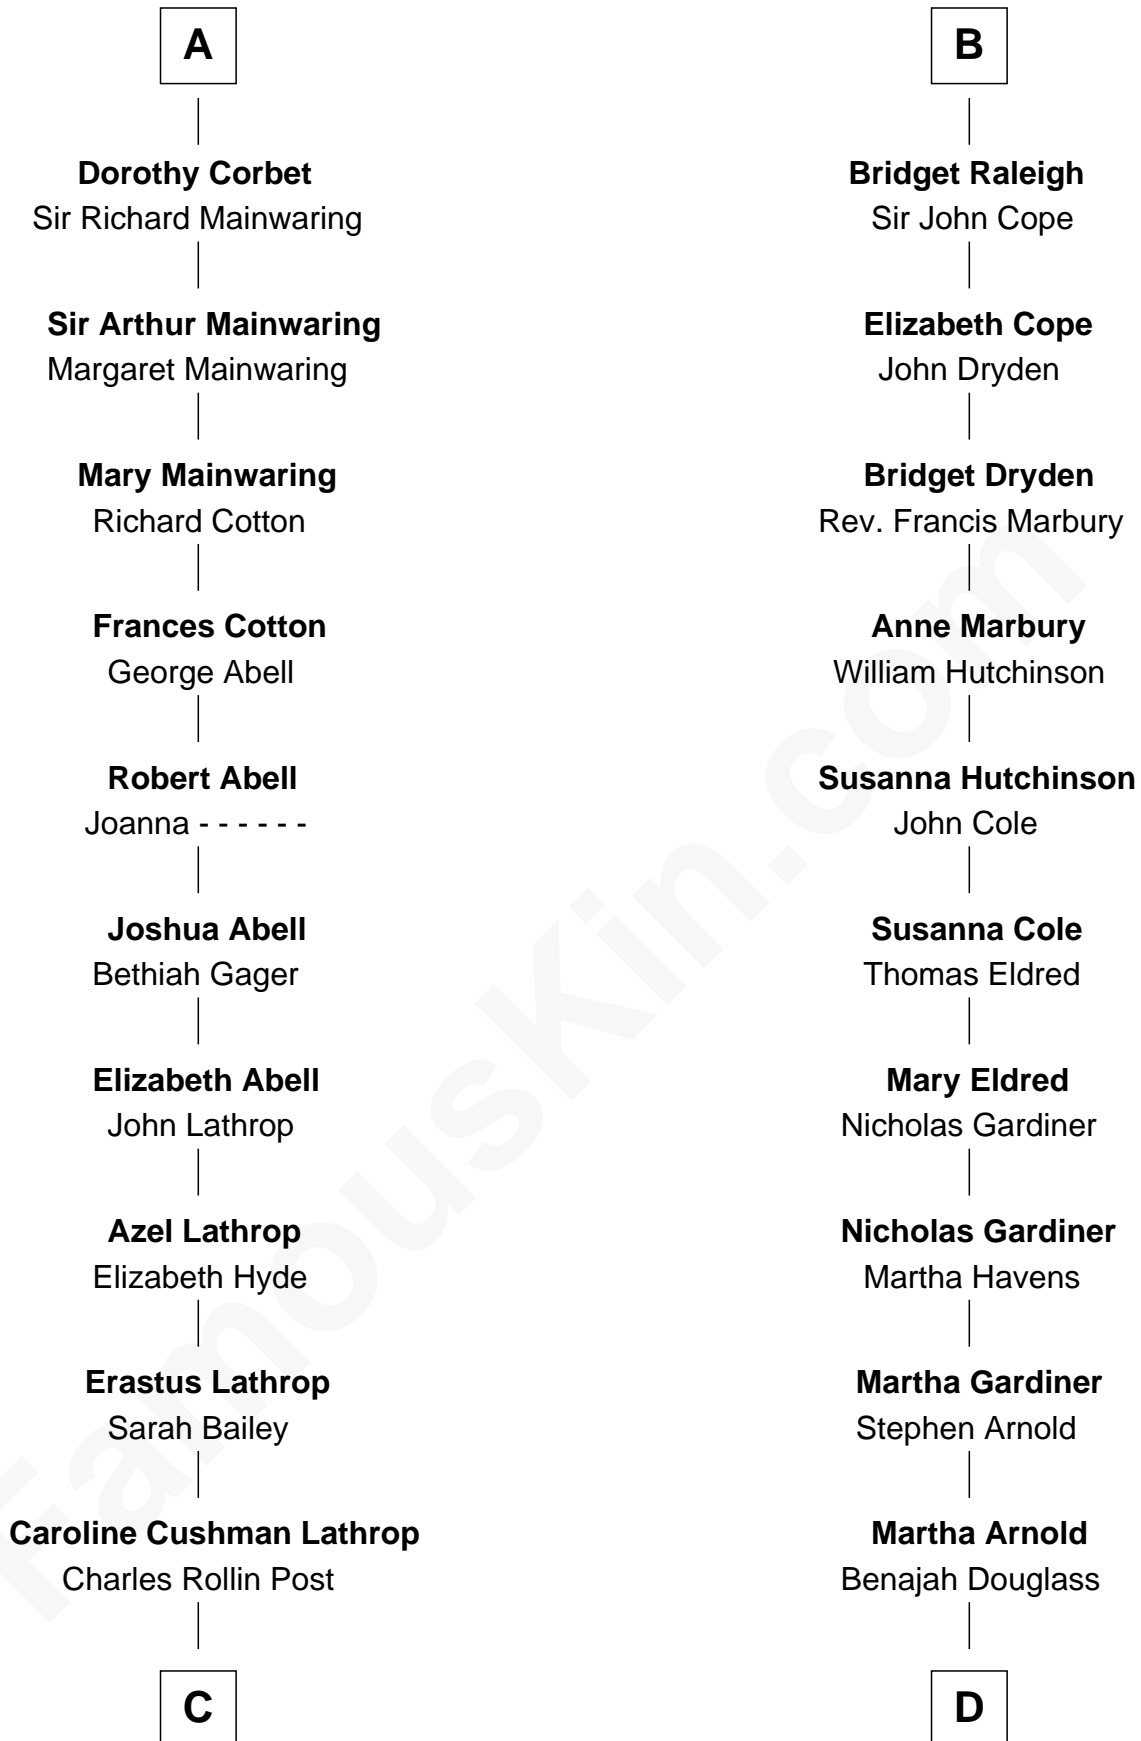 A
Dorothy Corbet
Sir Richard Mainwaring
Sir Arthur Mainwaring
Margaret Mainwaring
Mary Mainwaring
Richard Cotton
Frances Cotton
George Abell
Robert Abell
Joanna - - - - - -
Joshua Abell
Bethiah Gager
Elizabeth Abell
John Lathrop
Azel Lathrop
Elizabeth Hyde
Erastus Lathrop
Sarah Bailey
Caroline Cushman Lathrop
Charles Rollin Post
C
B
Bridget Raleigh
Sir John Cope
Elizabeth Cope
John Dryden
Bridget Dryden
Rev. Francis Marbury
Anne Marbury
William Hutchinson
Susanna Hutchinson
John Cole
Susanna Cole
Thomas Eldred
Mary Eldred
Nicholas Gardiner
Nicholas Gardiner
Martha Havens
Martha Gardiner
Stephen Arnold
Martha Arnold
Benajah Douglass
D
FamousKin.com